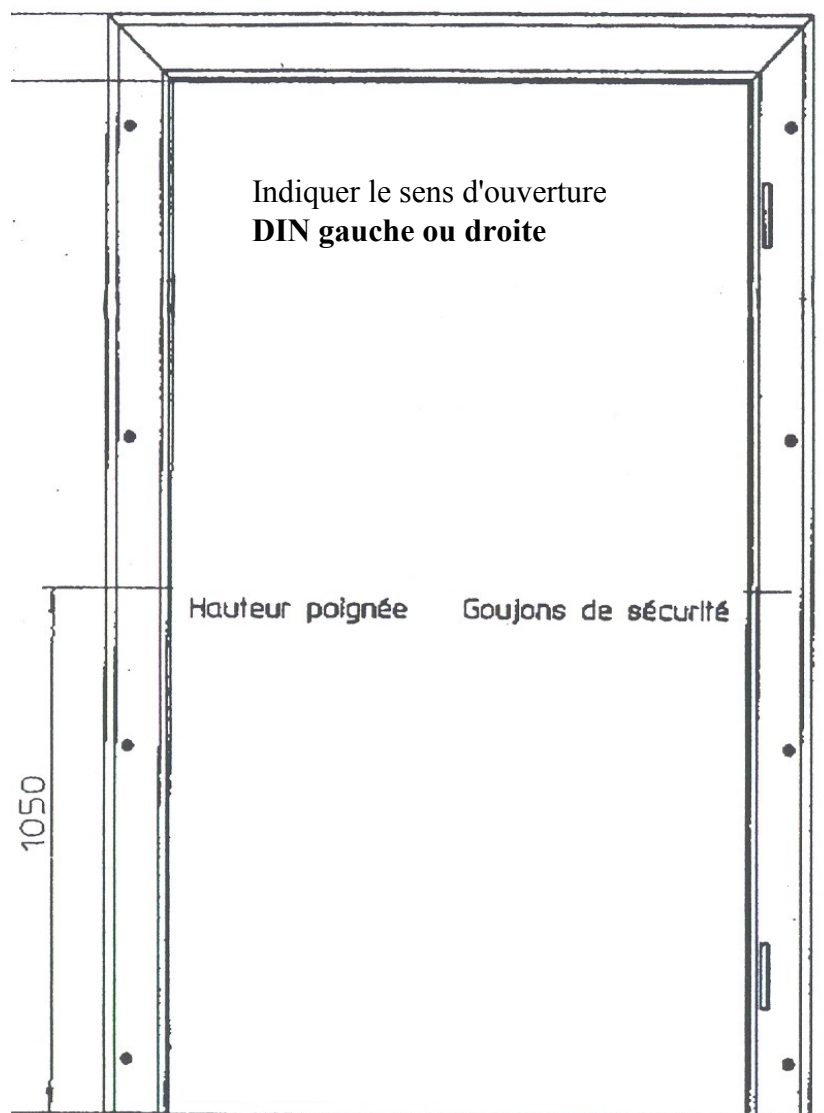 Indiquer le sens d'ouverture
DIN gauche ou droite
Hauteur poignée
Goujons de sécurité
1050